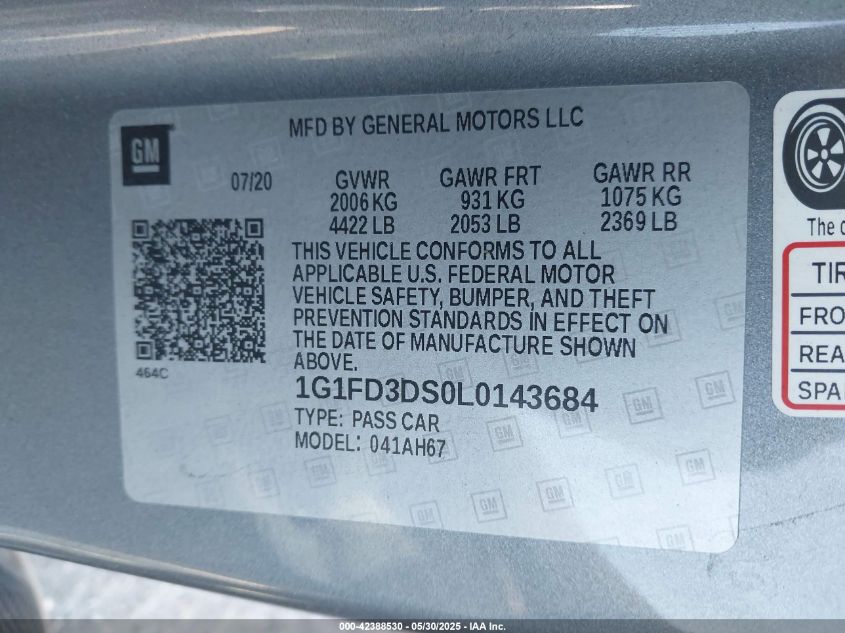 MFD BY GENERAL MOTORS LLC
GM
07/20
GVWR GAWR FRT GAWR RR
2006 KG 931 KG 1075 KG
4422 LB 2053 LB 2369 LB
THIS VEHICLE CONFORMS TO ALL
APPLICABLE U.S. FEDERAL MOTOR
VEHICLE SAFETY, BUMPER, AND THEFT
PREVENTION STANDARDS IN EFFECT ON
THE DATE OF MANUFACTURE SHOWN
ABOVE.
464C
1G1FD3DS0L0143684
TYPE: PASS CAR
MODEL: 041AH67
The
TIR
FRO
REA
SPA
000-42388530 - 05/30/2025 - IAA Inc.